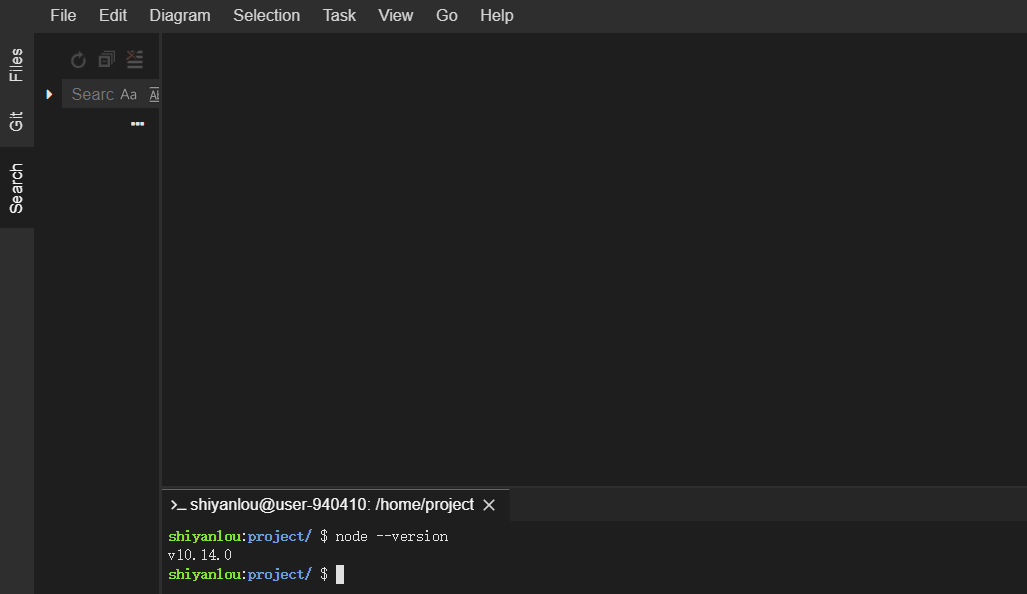 File Edit Diagram Selection Task View Go Help
Files
Git
Search
Searc Aa
shiyanlou@user-940410: /home/project
shiyanlou:project/ $ node --version
v10.14.0
shiyanlou:project/ $